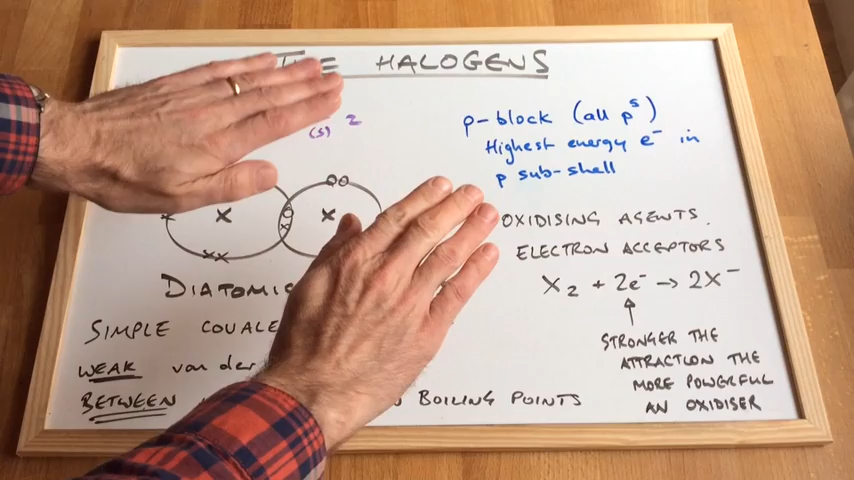 THE HALOGENS
(s) 2
p-block (all p⁵)
Highest energy e⁻ in
p sub-shell
OXIDISING AGENTS.
ELECTRON ACCEPTORS
X₂ + 2e⁻ → 2X⁻
STRONGER THE
ATTRACTION THE
MORE POWERFUL
AN OXIDISER
DIATOMIC
SIMPLE
WEAK van der
BETWEEN
BOILING POINTS